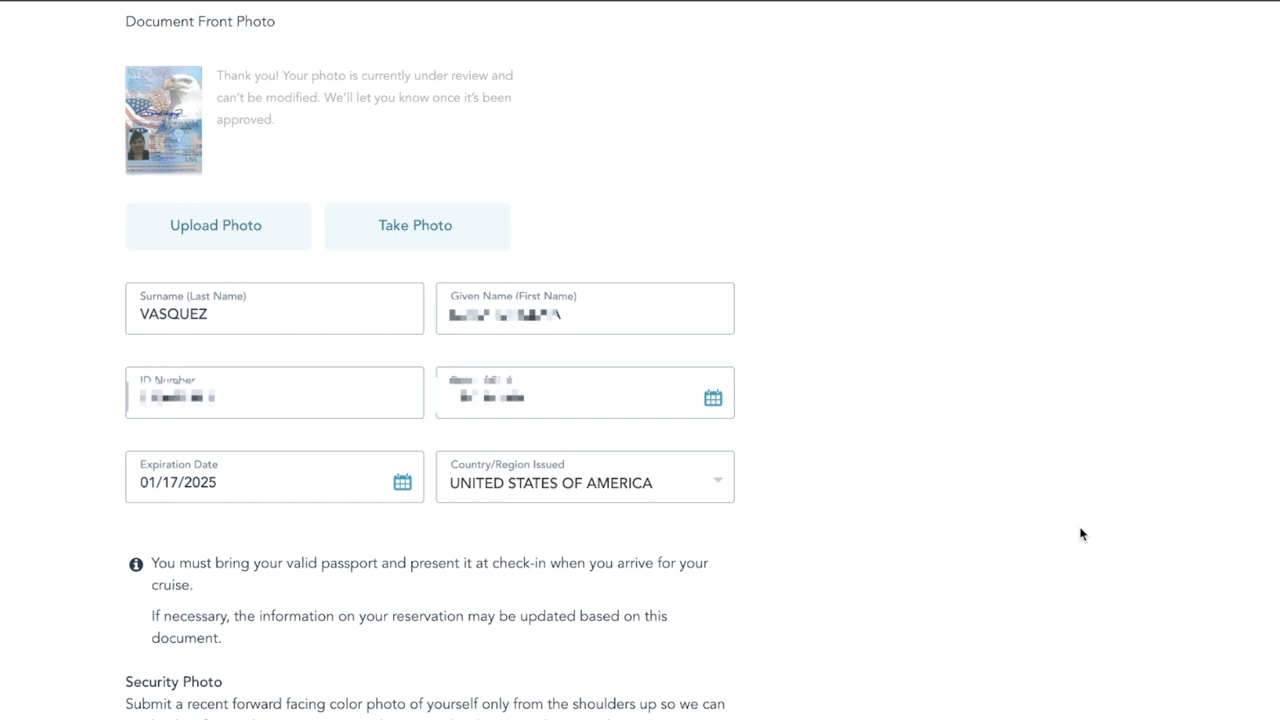 Document Front Photo
Thank you! Your photo is currently under review and
can't be modified. We'll let you know once it's been
approved.
Upload Photo
Take Photo
Surname (Last Name)
VASQUEZ
Given Name (First Name)
ID Number
Expiration Date
01/17/2025
Country/Region Issued
UNITED STATES OF AMERICA
You must bring your valid passport and present it at check-in when you arrive for your
cruise.
If necessary, the information on your reservation may be updated based on this
document.
Security Photo
Submit a recent forward facing color photo of yourself only from the shoulders up so we can